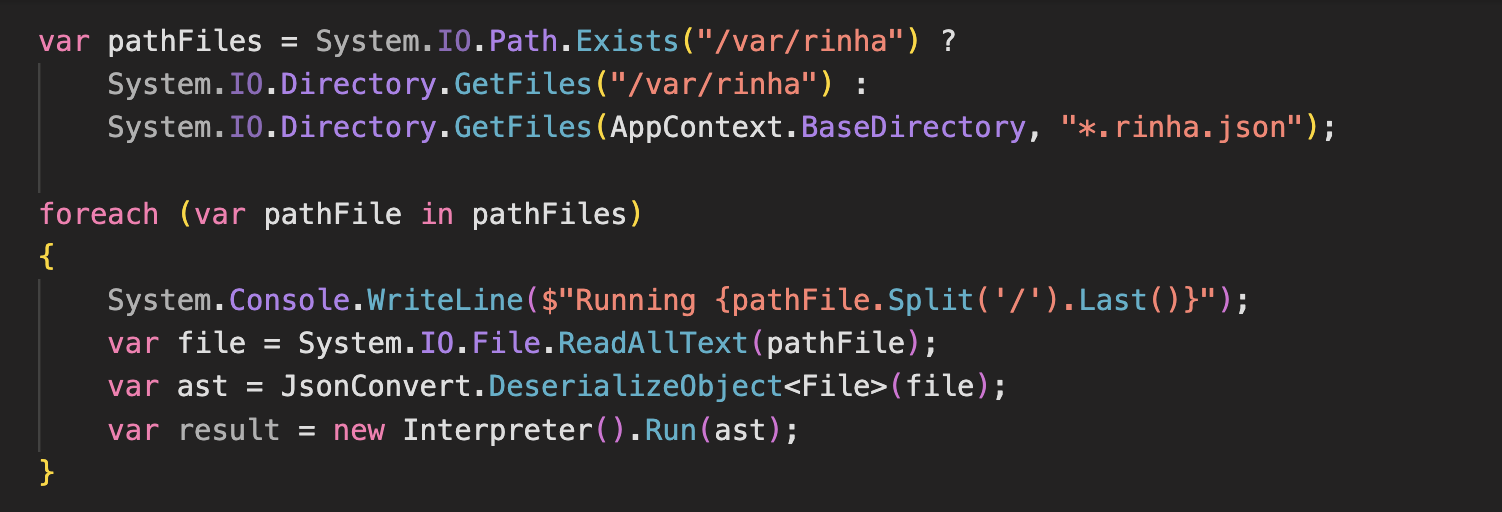 var pathFiles = System.IO.Path.Exists("/var/rinha") ?
    System.IO.Directory.GetFiles("/var/rinha") :
    System.IO.Directory.GetFiles(AppContext.BaseDirectory, "*.rinha.json");

foreach (var pathFile in pathFiles)
{
    System.Console.WriteLine($"Running {pathFile.Split('/').Last()}");
    var file = System.IO.File.ReadAllText(pathFile);
    var ast = JsonConvert.DeserializeObject<File>(file);
    var result = new Interpreter().Run(ast);
}